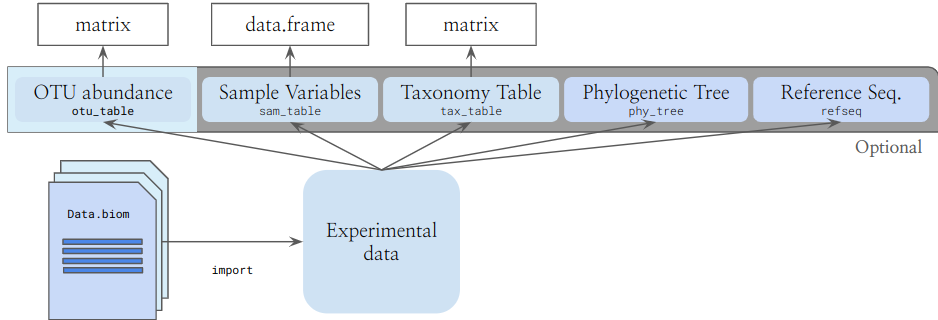 matrix
data.frame
matrix
OTU abundance
otu_table
Sample Variables
sam_table
Taxonomy Table
tax_table
Phylogenetic Tree
phy_tree
Reference Seq.
refseq
Optional
Data.biom
import
Experimental
data